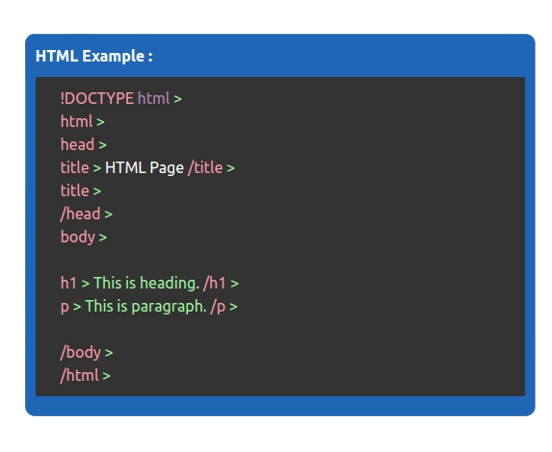 HTML Example :
!DOCTYPE html >
html >
head >
title > HTML Page /title >
title >
/head >
body >
h1 > This is heading. /h1 >
p > This is paragraph. /p >
/body >
/html >